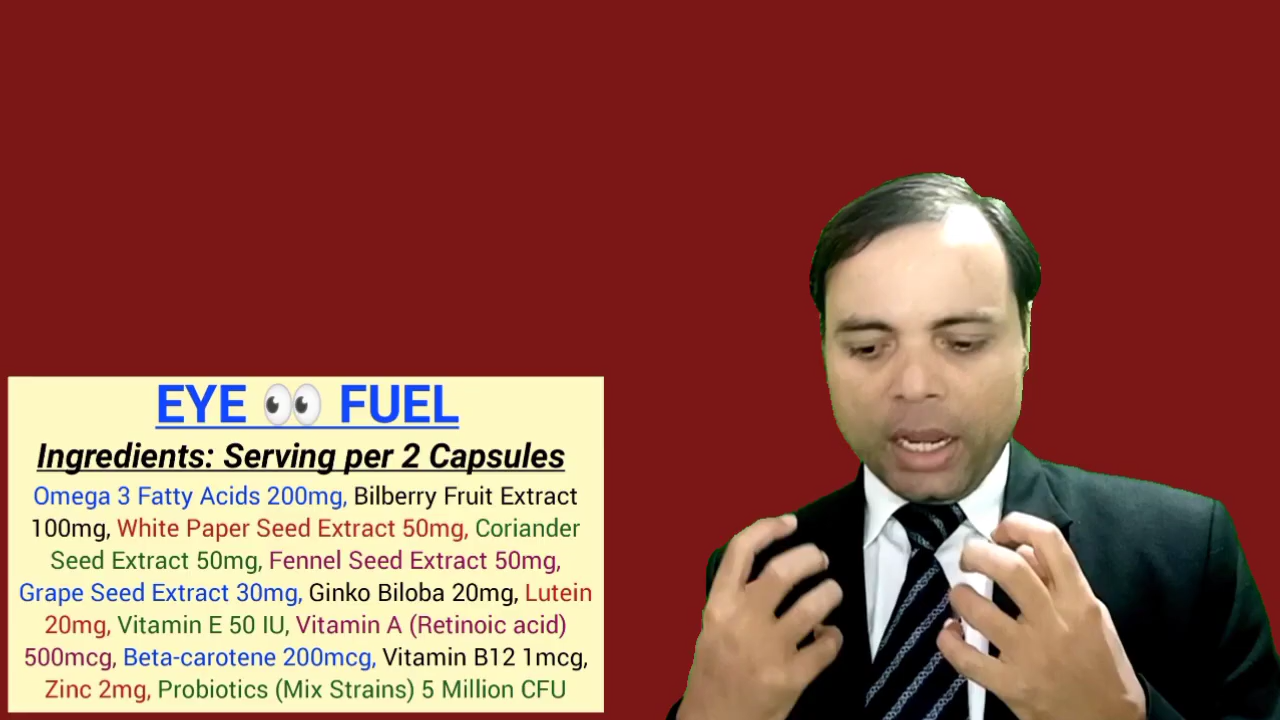 EYE 👀 FUEL
Ingredients: Serving per 2 Capsules
Omega 3 Fatty Acids 200mg, Bilberry Fruit Extract
100mg, White Paper Seed Extract 50mg, Coriander
Seed Extract 50mg, Fennel Seed Extract 50mg,
Grape Seed Extract 30mg, Ginko Biloba 20mg, Lutein
20mg, Vitamin E 50 IU, Vitamin A (Retinoic acid)
500mcg, Beta-carotene 200mcg, Vitamin B12 1mcg,
Zinc 2mg, Probiotics (Mix Strains) 5 Million CFU